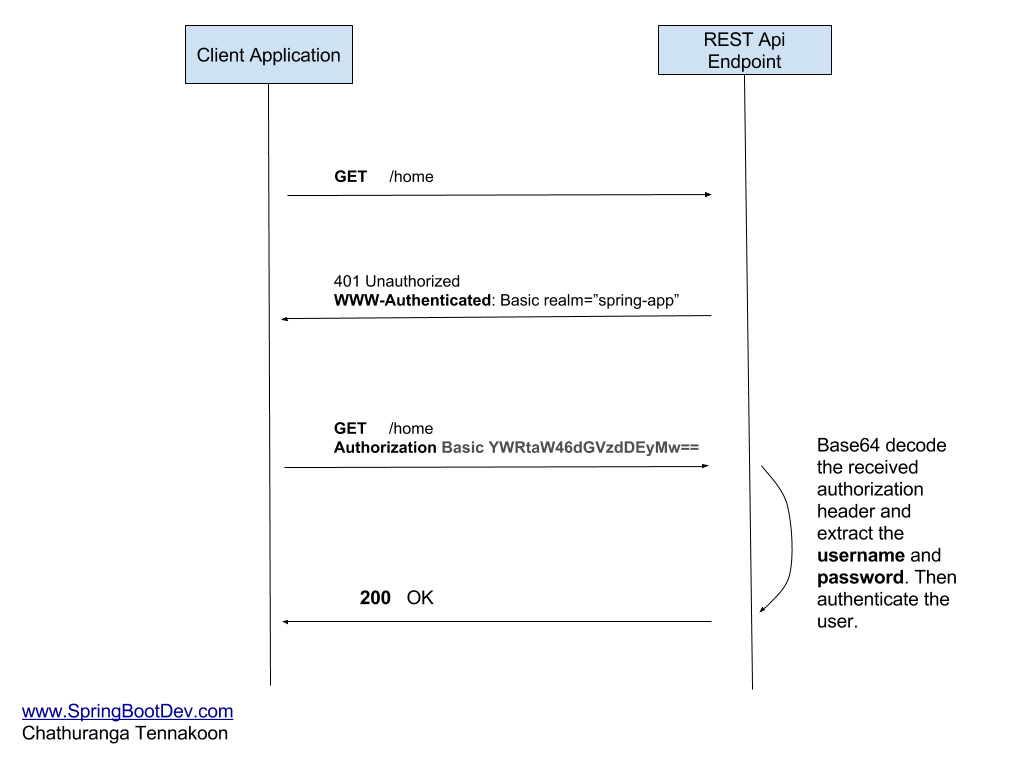 Client Application
REST Api
Endpoint
GET /home
401 Unauthorized
WWW-Authenticated: Basic realm=”spring-app”
GET /home
Authorization Basic YWRtaW46dGVzdDEyMw==
Base64 decode
the received
authorization
header and
extract the
username and
password. Then
authenticate the
user.
200 OK
www.SpringBootDev.com
Chathuranga Tennakoon